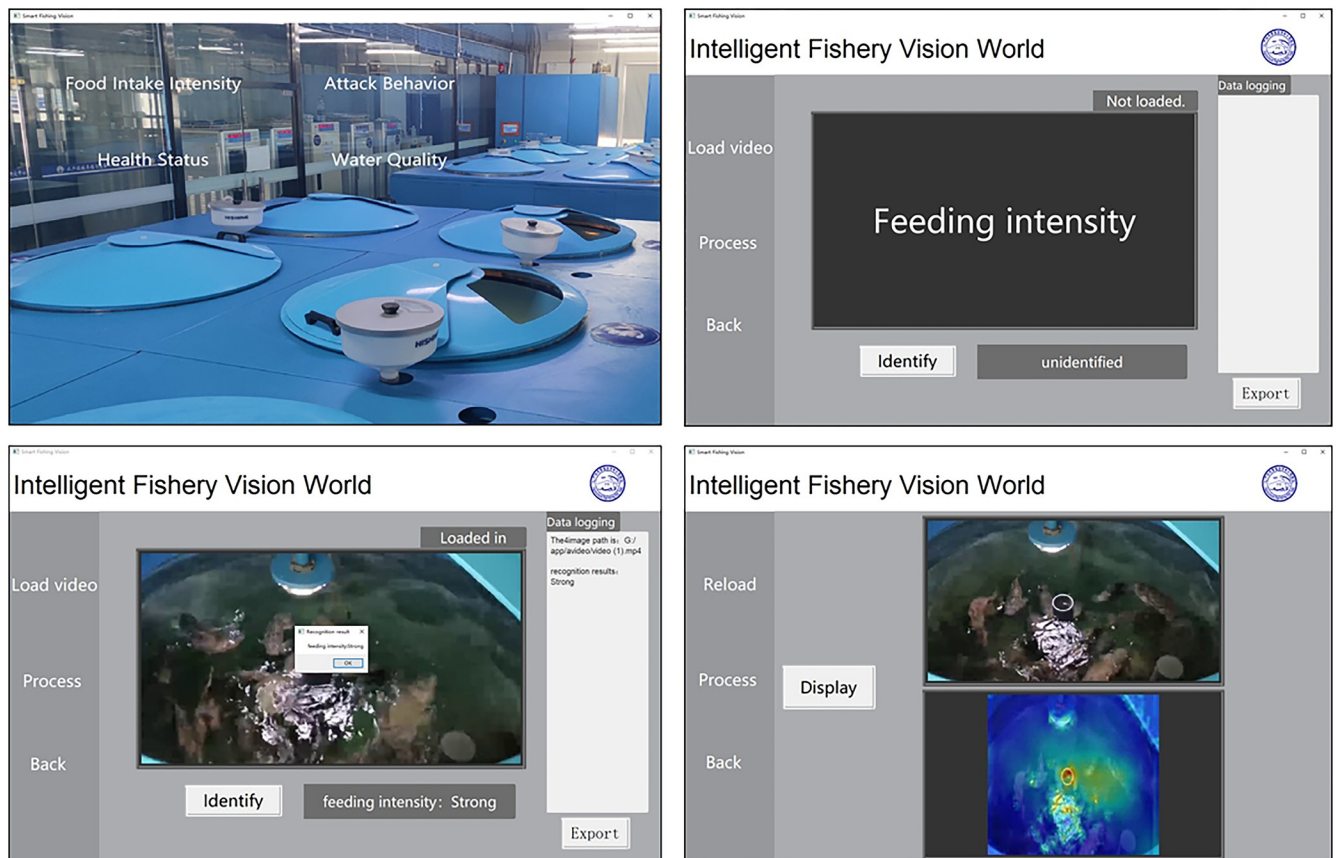 Smart Fishing Vision
Food Intake Intensity
Attack Behavior
Health Status
Water Quality
Smart Fishing Vision
Intelligent Fishery Vision World
Data logging
Not loaded.
Load video
Feeding intensity
Process
Back
Identify
unidentified
Export
Smart Fishing Vision
Intelligent Fishery Vision World
Data logging
Loaded in
The4image path is: G:/
app/avideo/video (1).mp4
recognition results:
Strong
Load video
Recognition result
feeding intensity:Strong
OK
Process
Back
Identify
feeding intensity: Strong
Export
Smart Fishing Vision
Intelligent Fishery Vision World
Reload
Process
Display
Back